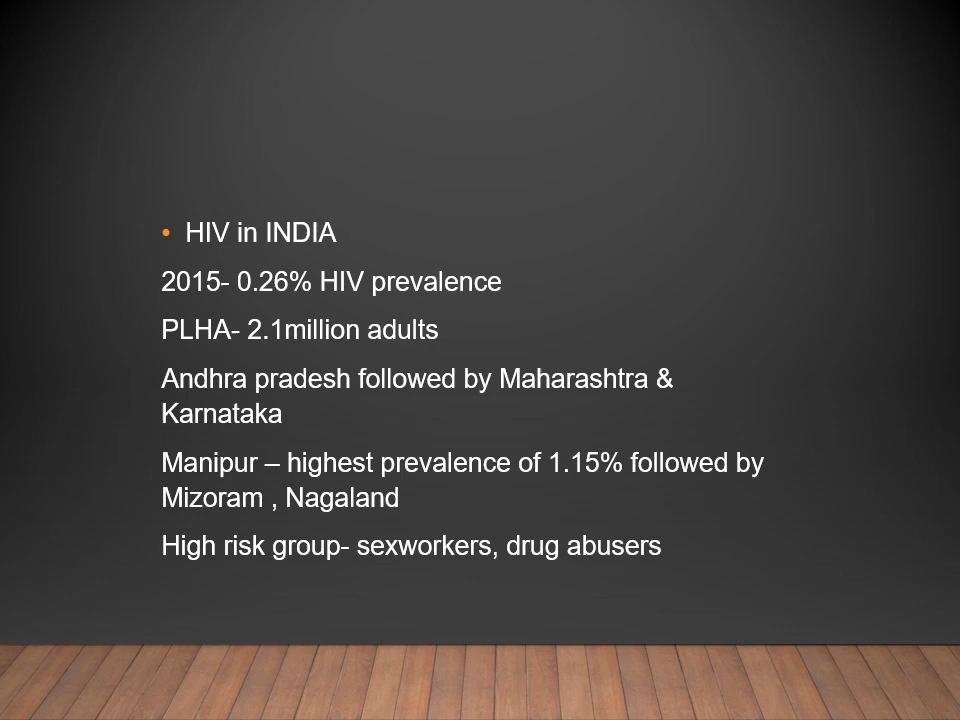 • HIV in INDIA
2015- 0.26% HIV prevalence
PLHA- 2.1million adults
Andhra pradesh followed by Maharashtra &
Karnataka
Manipur – highest prevalence of 1.15% followed by
Mizoram , Nagaland
High risk group- sexworkers, drug abusers